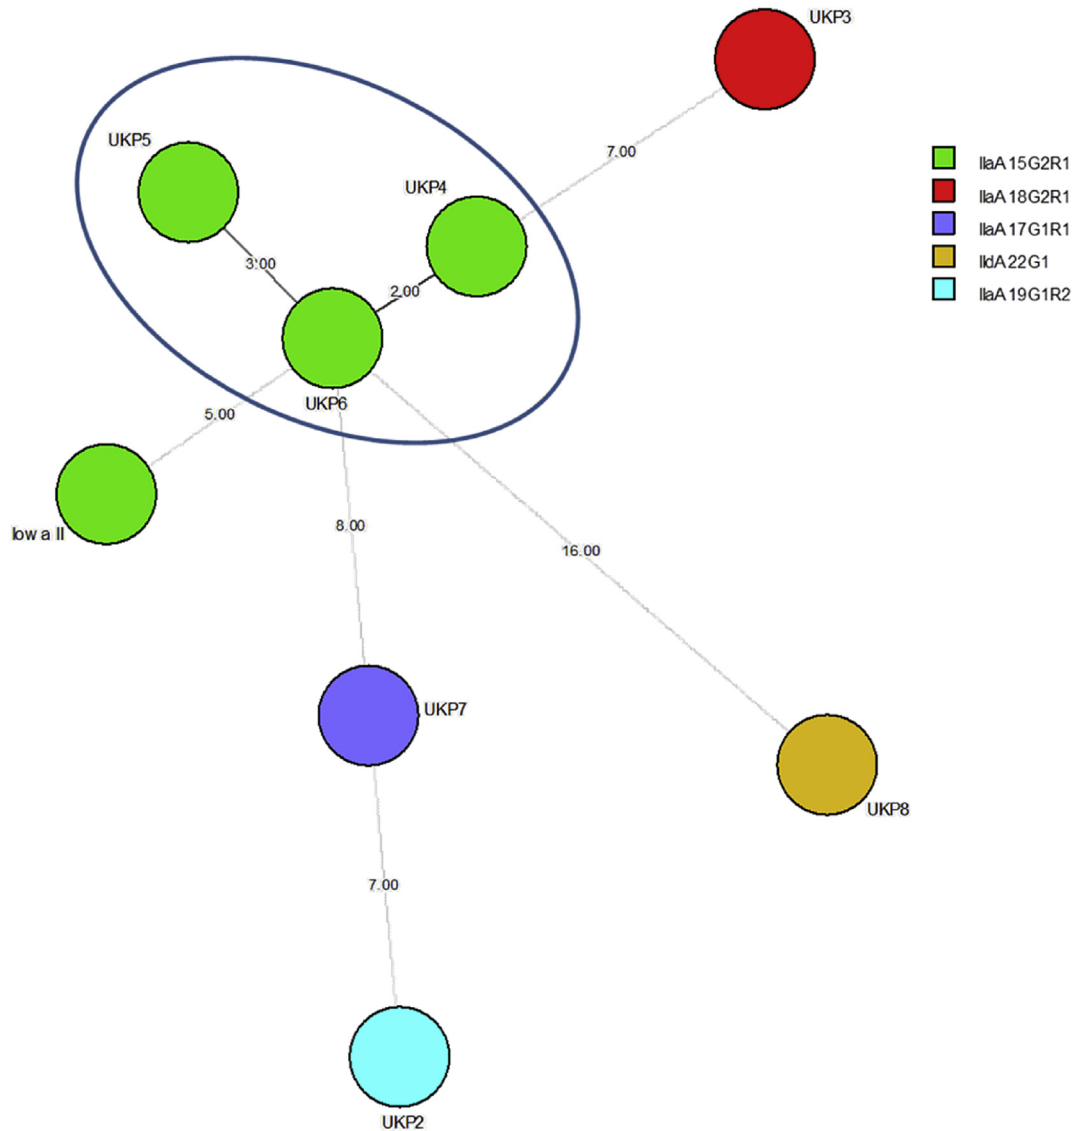 UKP3
UKP5
7.00
IIaA15G2R1
UKP4
IIaA18G2R1
IIaA17G1R1
3.00
2.00
IIdA22G1
IIaA19G1R2
UKP6
5.00
Iowa II
8.00
16.00
UKP7
UKP8
7.00
UKP2